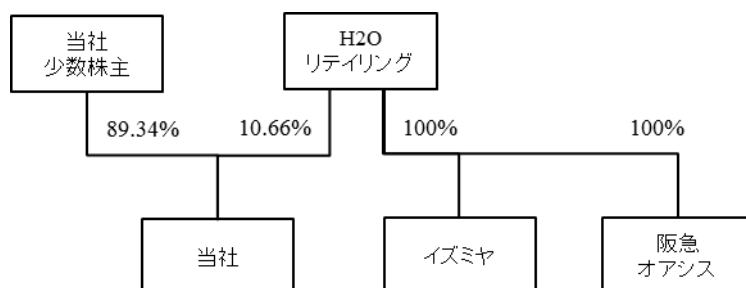 当社
少数株主
H2O
リテイリング
89.34%
10.66%
100%
100%
当社
イズミヤ
阪急
オアシス